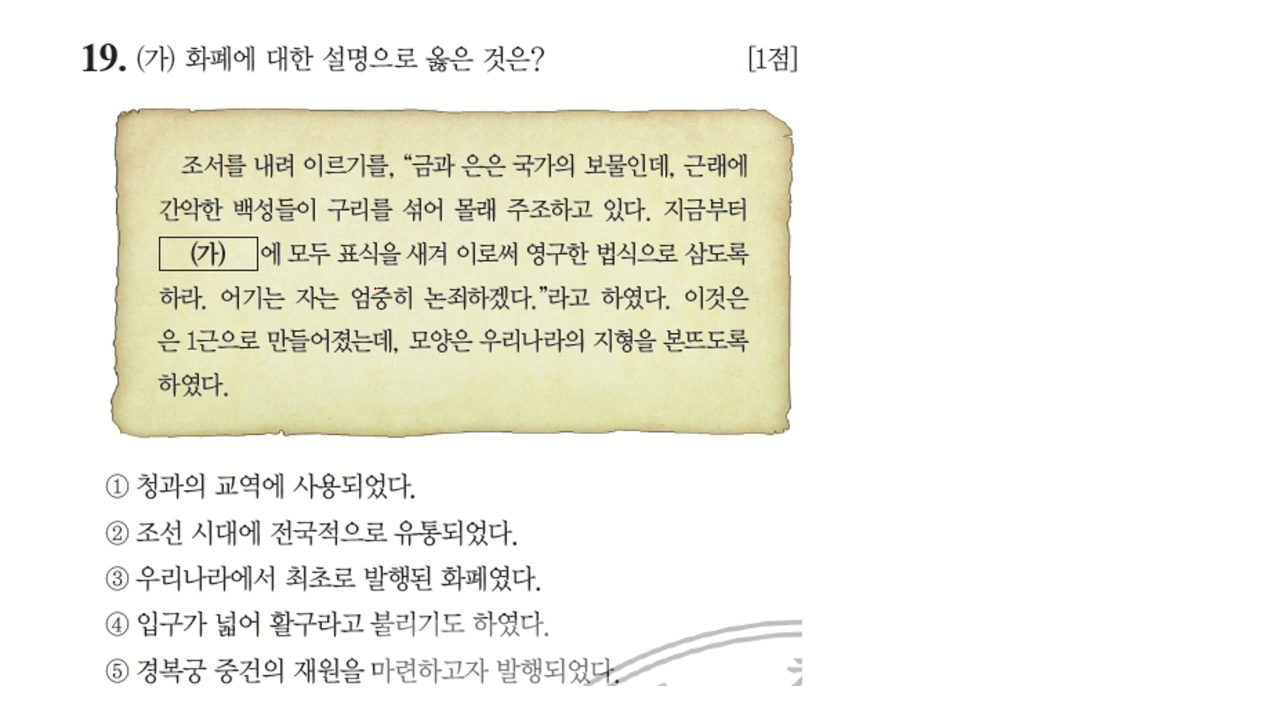 19. (가) 화폐에 대한 설명으로 옳은 것은? [1점]
조서를 내려 이르기를, “금과 은은 국가의 보물인데, 근래에
간악한 백성들이 구리를 섞어 몰래 주조하고 있다. 지금부터
(가) 에 모두 표식을 새겨 이로써 영구한 법식으로 삼도록
하라. 어기는 자는 엄중히 논죄하겠다.”라고 하였다. 이것은
은 1근으로 만들어졌는데, 모양은 우리나라의 지형을 본뜨도록
하였다.
① 청과의 교역에 사용되었다.
② 조선 시대에 전국적으로 유통되었다.
③ 우리나라에서 최초로 발행된 화폐였다.
④ 입구가 넓어 활구라고 불리기도 하였다.
⑤ 경복궁 중건의 재원을 마련하고자 발행되었다.